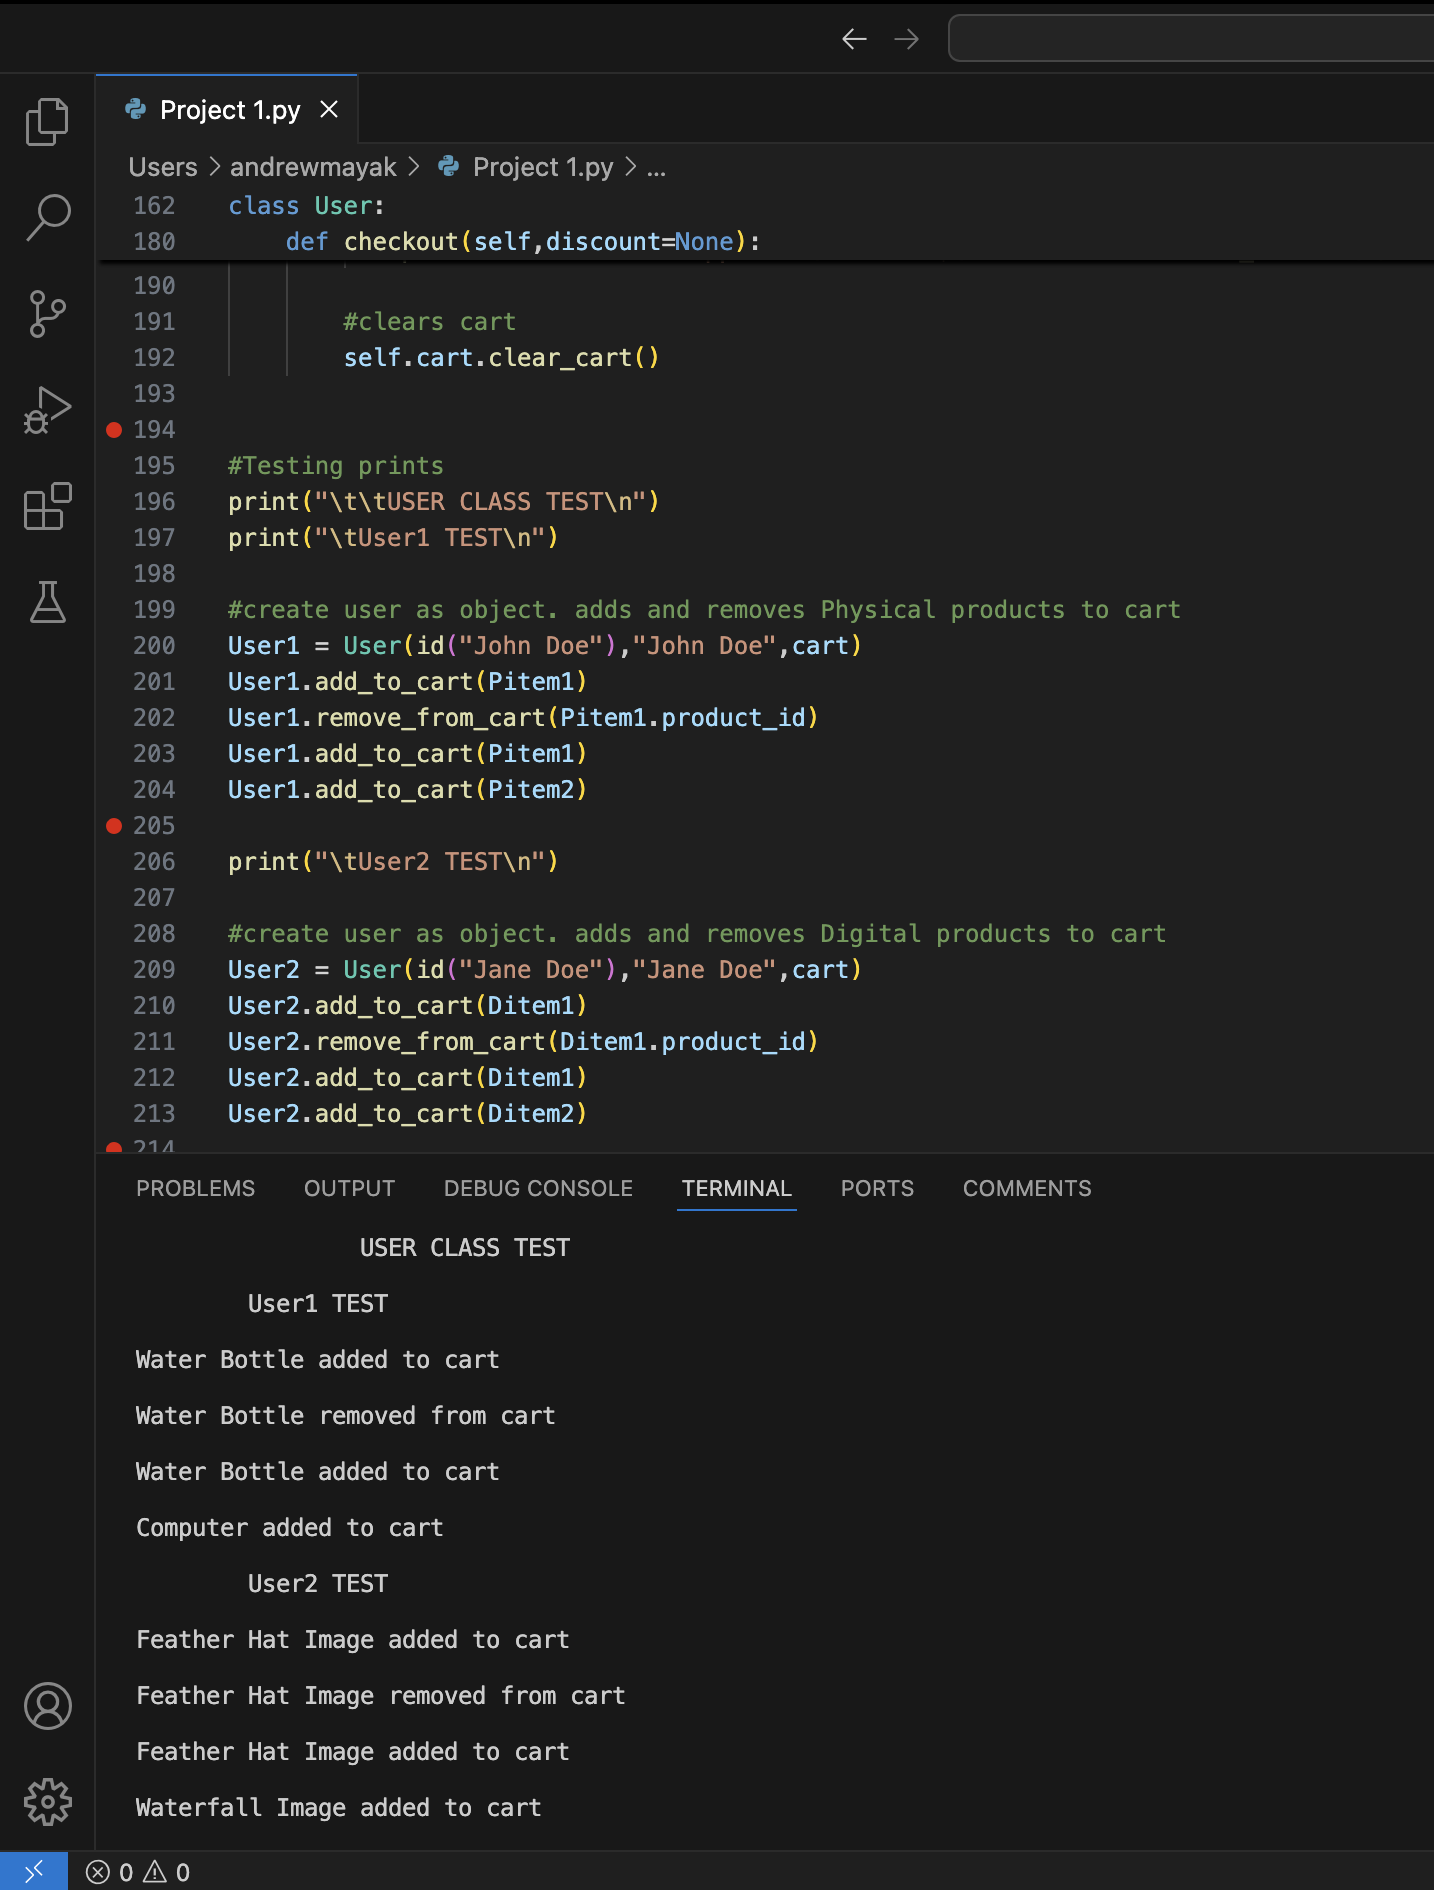 Project 1.py
Users > andrewmayak > Project 1.py > ...
162 class User:
180 def checkout(self,discount=None):
190
191 #clears cart
192 self.cart.clear_cart()
193
194
195 #Testing prints
196 print("\t\tUSER CLASS TEST\n")
197 print("\tUser1 TEST\n")
198
199 #create user as object. adds and removes Physical products to cart
200 User1 = User(id("John Doe"),"John Doe",cart)
201 User1.add_to_cart(Pitem1)
202 User1.remove_from_cart(Pitem1.product_id)
203 User1.add_to_cart(Pitem1)
204 User1.add_to_cart(Pitem2)
205
206 print("\tUser2 TEST\n")
207
208 #create user as object. adds and removes Digital products to cart
209 User2 = User(id("Jane Doe"),"Jane Doe",cart)
210 User2.add_to_cart(Ditem1)
211 User2.remove_from_cart(Ditem1.product_id)
212 User2.add_to_cart(Ditem1)
213 User2.add_to_cart(Ditem2)
214
PROBLEMS OUTPUT DEBUG CONSOLE TERMINAL PORTS COMMENTS
USER CLASS TEST
User1 TEST
Water Bottle added to cart
Water Bottle removed from cart
Water Bottle added to cart
Computer added to cart
User2 TEST
Feather Hat Image added to cart
Feather Hat Image removed from cart
Feather Hat Image added to cart
Waterfall Image added to cart
0 0